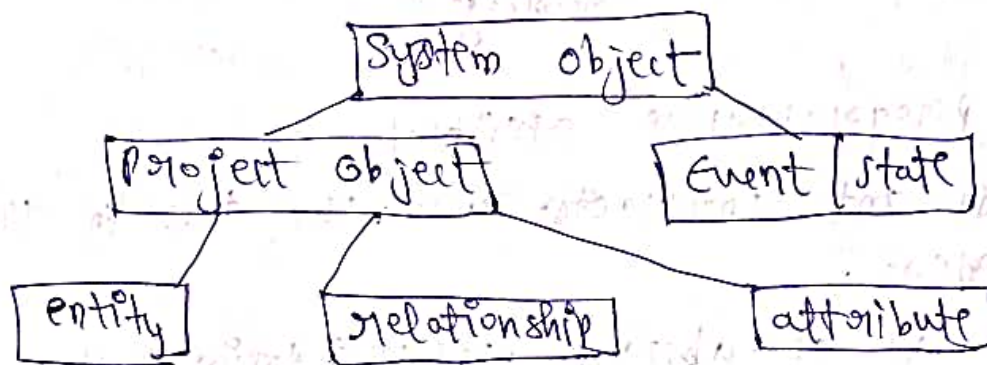 System object
Project object Event state
entity relationship attribute